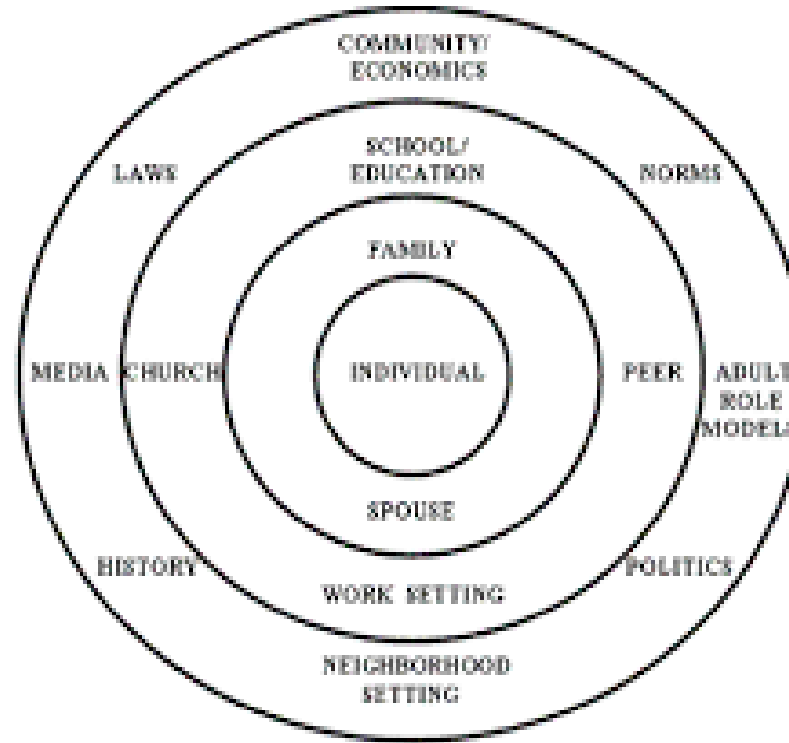 COMMUNITY/
ECONOMICS
LAWS
SCHOOL/
EDUCATION
NORMS
FAMILY
MEDIA
CHURCH
INDIVIDUAL
PEER
ADULT
ROLE
MODELS
SPOUSE
HISTORY
WORK SETTING
POLITICS
NEIGHBORHOOD
SETTING